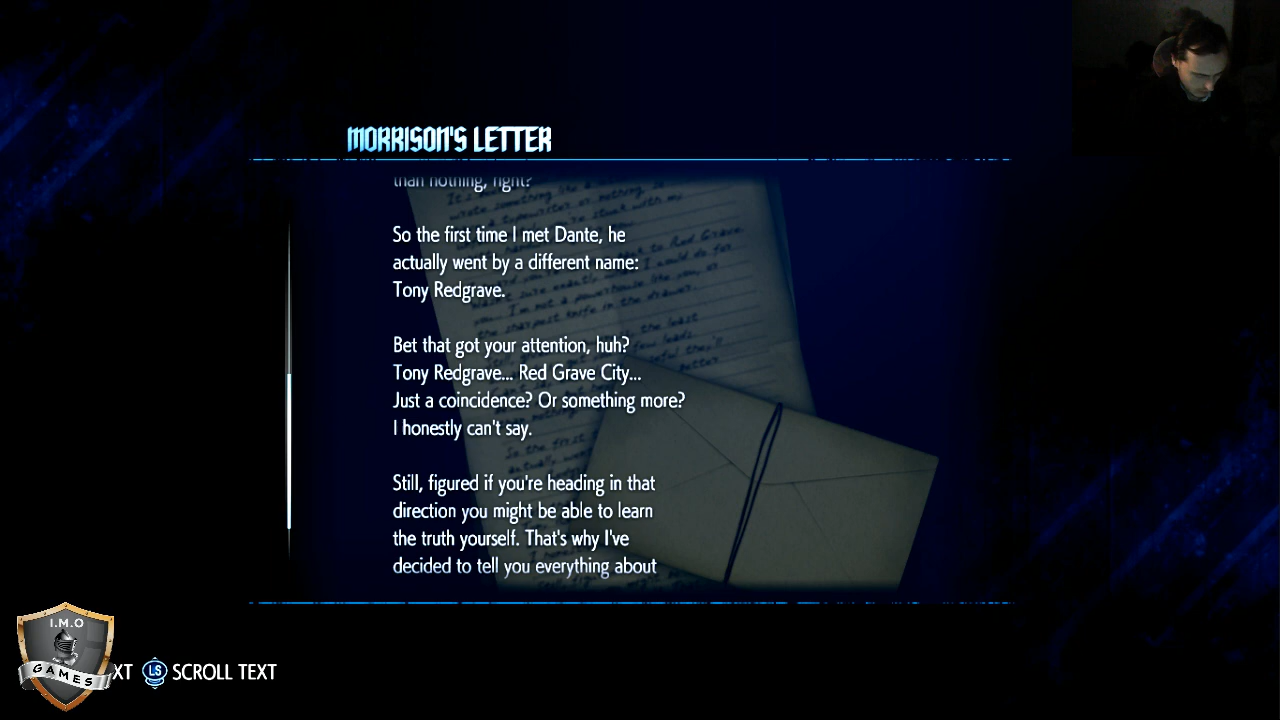 MORRISON'S LETTER
than nothing, right?
So the first time I met Dante, he
actually went by a different name:
Tony Redgrave.
Bet that got your attention, huh?
Tony Redgrave... Red Grave City...
Just a coincidence? Or something more?
I honestly can't say.
Still, figured if you're heading in that
direction you might be able to learn
the truth yourself. That's why I've
decided to tell you everything about
I.M.O
GAMES
XT LS SCROLL TEXT